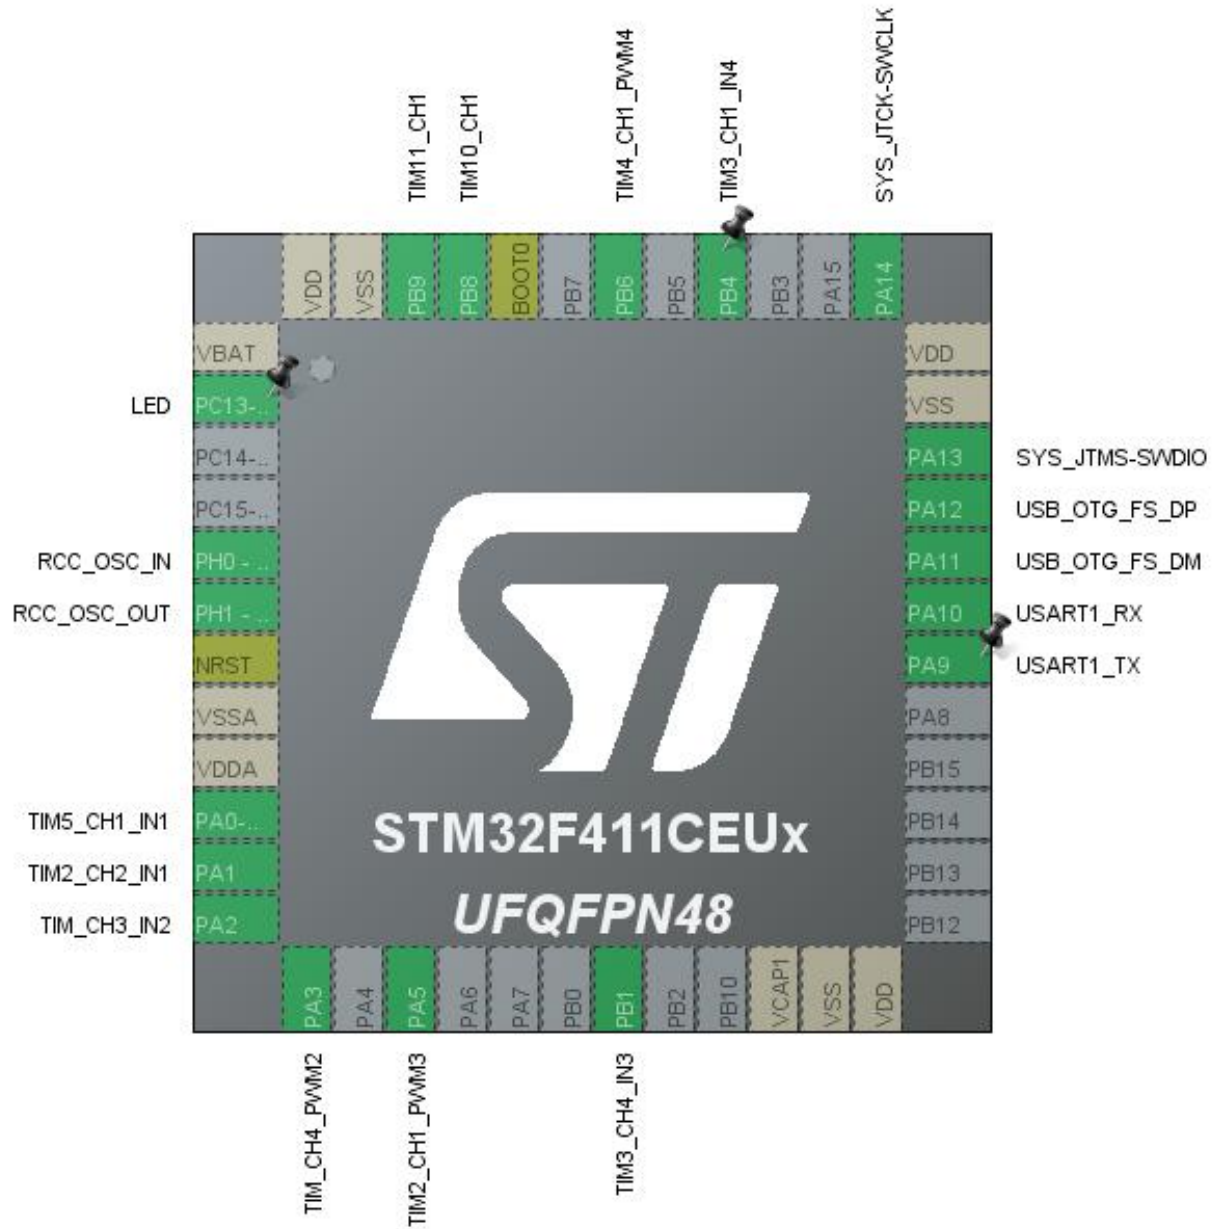 TIM11_CH1
TIM10_CH1
TIM4_CH1_PWM4
TIM3_CH1_IN4
SYS_JTCK-SWCLK
VDD
VSS
PB9
PB8
BOOT0
PB7
PB6
PB5
PB4
PB3
PA15
PA14
VBAT
LED
PC13-..
PC14-..
PC15-..
RCC_OSC_IN
PH0 - ..
RCC_OSC_OUT
PH1 - ..
NRST
VSSA
VDDA
TIM5_CH1_IN1
PA0-..
TIM2_CH2_IN1
PA1
TIM_CH3_IN2
PA2
VDD
VSS
PA13
SYS_JTMS-SWDIO
PA12
USB_OTG_FS_DP
PA11
USB_OTG_FS_DM
PA10
USART1_RX
PA9
USART1_TX
PA8
PB15
PB14
PB13
PB12
STM32F411CEUx
UFQFPN48
PA3
PA4
PA5
PA6
PA7
PB0
PB1
PB2
PB10
VCAP1
VSS
VDD
TIM_CH4_PWM2
TIM2_CH1_PWM3
TIM3_CH4_IN3